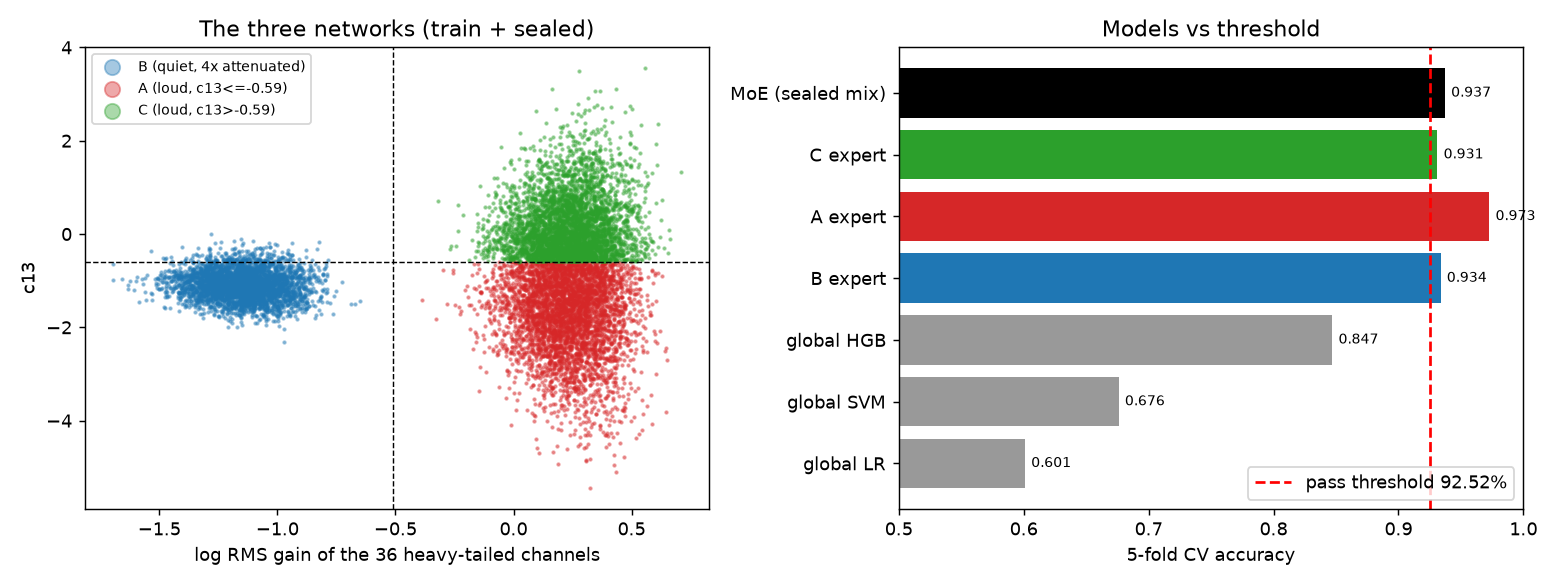 The three networks (train + sealed)
B (quiet, 4x attenuated)
A (loud, c13<=-0.59)
C (loud, c13>-0.59)
4
2
0
−2
−4
c13
−1.5 −1.0 −0.5 0.0 0.5
log RMS gain of the 36 heavy-tailed channels
Models vs threshold
MoE (sealed mix) 0.937
C expert 0.931
A expert 0.973
B expert 0.934
global HGB 0.847
global SVM 0.676
global LR 0.601
pass threshold 92.52%
0.5 0.6 0.7 0.8 0.9 1.0
5-fold CV accuracy